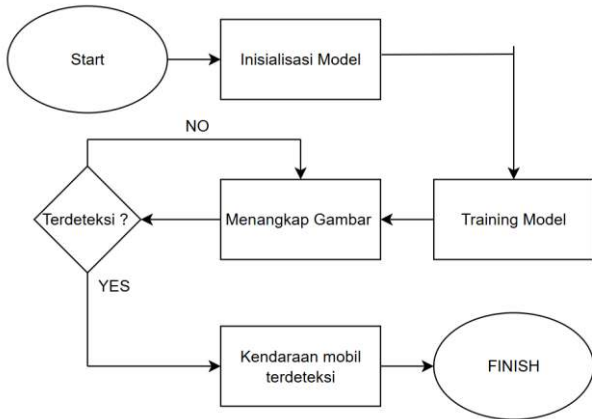 Start
Inisialisasi Model
NO
Terdeteksi ?
Menangkap Gambar
Training Model
YES
Kendaraan mobil
terdeteksi
FINISH